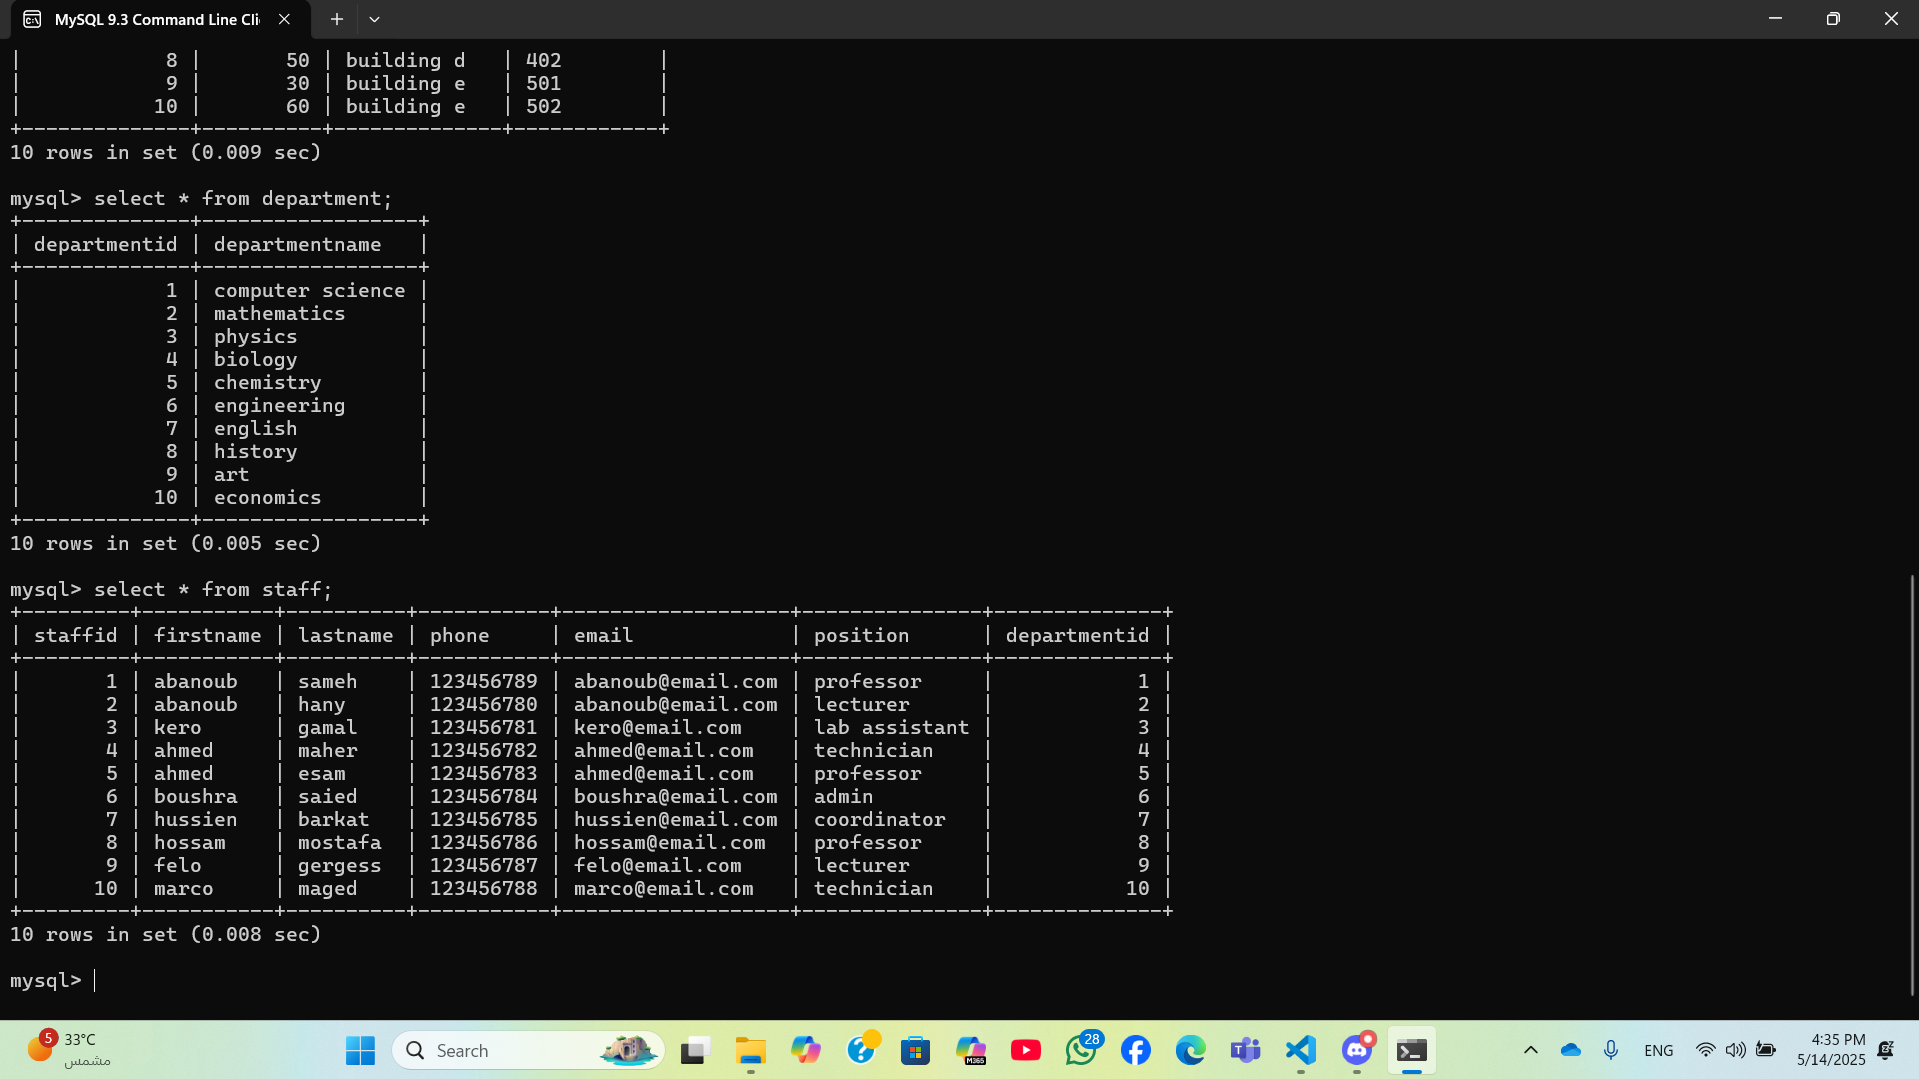 MySQL 9.3 Command Line Cli
| 8 | 50 | building d | 402 |
| 9 | 30 | building e | 501 |
| 10 | 60 | building e | 502 |
+--------------+----------+--------------+------------+
10 rows in set (0.009 sec)
mysql> select * from department;
+--------------+------------------+
| departmentid | departmentname |
+--------------+------------------+
| 1 | computer science |
| 2 | mathematics |
| 3 | physics |
| 4 | biology |
| 5 | chemistry |
| 6 | engineering |
| 7 | english |
| 8 | history |
| 9 | art |
| 10 | economics |
+--------------+------------------+
10 rows in set (0.005 sec)
mysql> select * from staff;
+---------+-----------+----------+-----------+-------------------+---------------+--------------+
| staffid | firstname | lastname | phone | email | position | departmentid |
+---------+-----------+----------+-----------+-------------------+---------------+--------------+
| 1 | abanoub | sameh | 123456789 | abanoub@email.com | professor | 1 |
| 2 | abanoub | hany | 123456780 | abanoub@email.com | lecturer | 2 |
| 3 | kero | gamal | 123456781 | kero@email.com | lab assistant | 3 |
| 4 | ahmed | maher | 123456782 | ahmed@email.com | technician | 4 |
| 5 | ahmed | esam | 123456783 | ahmed@email.com | professor | 5 |
| 6 | boushra | saied | 123456784 | boushra@email.com | admin | 6 |
| 7 | hussien | barkat | 123456785 | hussien@email.com | coordinator | 7 |
| 8 | hossam | mostafa | 123456786 | hossam@email.com | professor | 8 |
| 9 | felo | gergess | 123456787 | felo@email.com | lecturer | 9 |
| 10 | marco | maged | 123456788 | marco@email.com | technician | 10 |
+---------+-----------+----------+-----------+-------------------+---------------+--------------+
10 rows in set (0.008 sec)
mysql>
5 33°C
مشمس
Search
M365
28
ENG
4:35 PM
5/14/2025